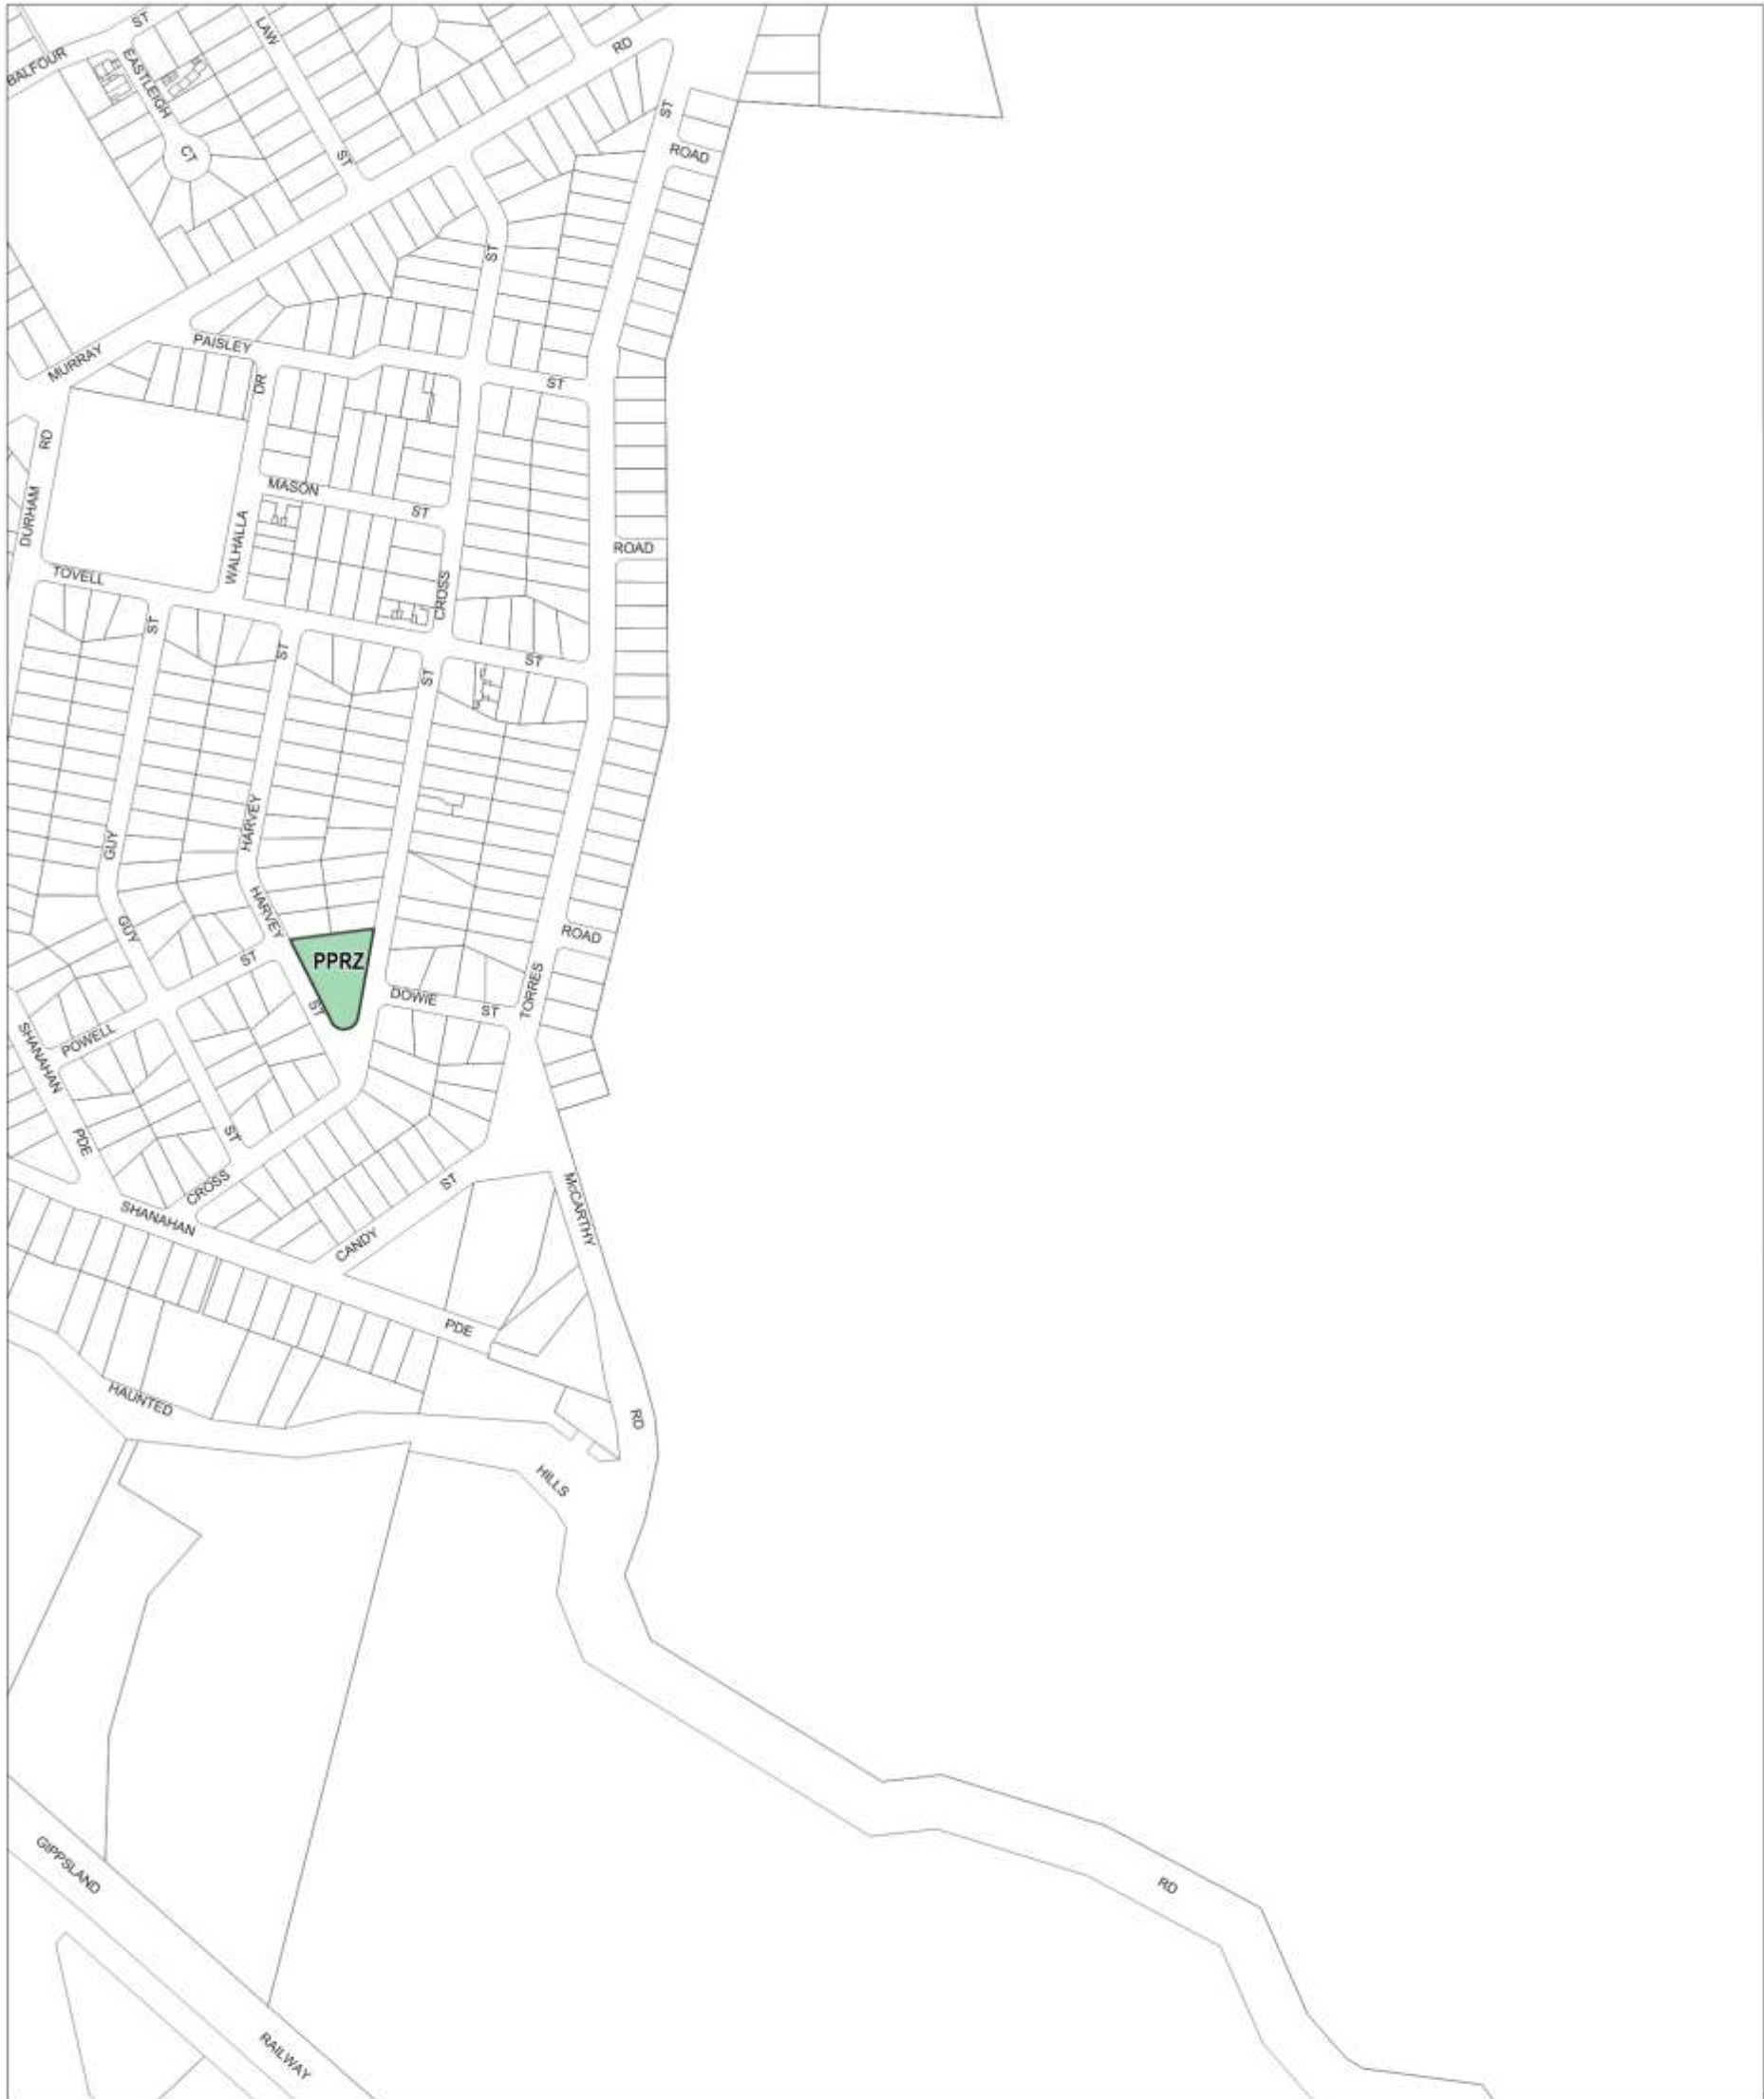 ST
LAW
BALFOUR
EASTLEIGH
RD
ST
CT
ST
ROAD
ST
PAISLEY
MURRAY
DR
ST
RD
MASON
ST
DURHAM
WALHALLA
ROAD
TOVELL
CROSS
ST
ST
ST
ST
HARVEY
GUY
HARVEY
GUY
ROAD
ST
PPRZ
TORRES
DOWIE
ST
ST
SHANAHAN
POWELL
ST
PDE
ST
CROSS
McCARTHY
SHANAHAN
CANDY
PDE
HAUNTED
RD
HILLS
GIPPSLAND
RD
RAILWAY